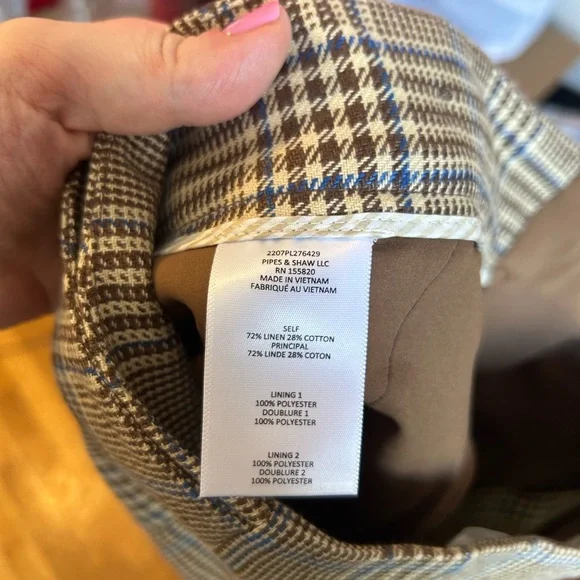 2207PL276429
PIPES & SHAW LLC
RN 155820
MADE IN VIETNAM
FABRIQUÉ AU VIETNAM
SELF
72% LINEN 28% COTTON
PRINCIPAL
72% LINDE 28% COTON
LINING 1
100% POLYESTER
DOUBLURE 1
100% POLYESTER
LINING 2
100% POLYESTER
DOUBLURE 2
100% POLYESTER